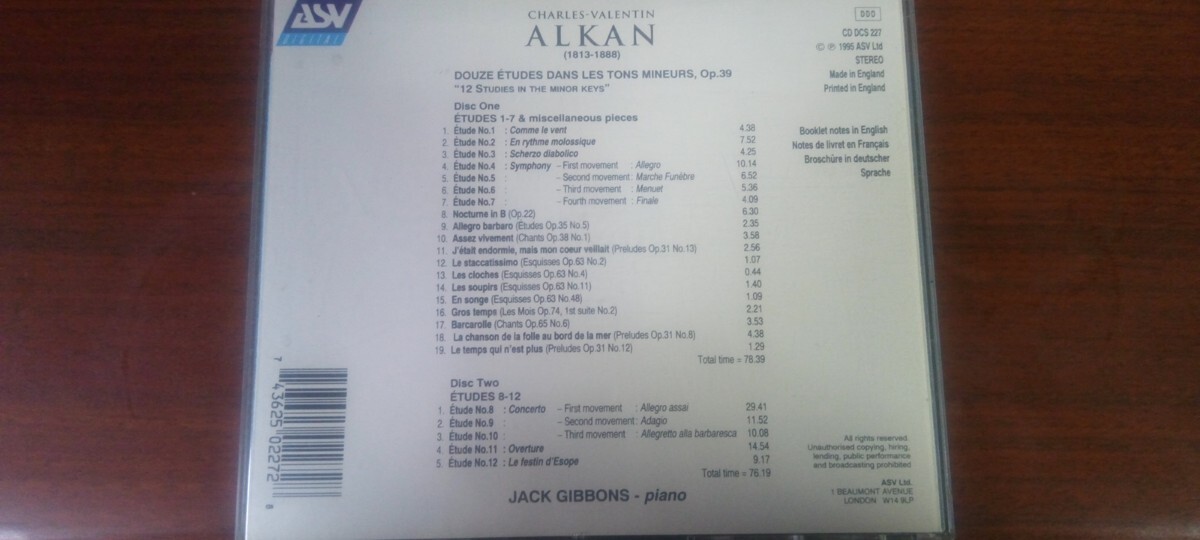 ASV
DIGITAL
CHARLES-VALENTIN
ALKAN
(1813-1888)
DOUZE ÉTUDES DANS LES TONS MINEURS, Op.39
"12 STUDIES IN THE MINOR KEYS"
DDD
CD DCS 227
© ℗ 1995 ASV Ltd
STEREO
Made in England
Printed in England
Booklet notes in English
Notes de livret en Français
Broschüre in deutscher
Sprache
Disc One
ÉTUDES 1-7 & miscellaneous pieces
1. Étude No.1 : Comme le vent 4.38
2. Étude No.2 : En rythme molossique 7.52
3. Étude No.3 : Scherzo diabolico 4.25
4. Étude No.4 : Symphony – First movement : Allegro 10.14
5. Étude No.5 : – Second movement : Marche Funèbre 6.52
6. Étude No.6 : – Third movement : Menuet 5.36
7. Étude No.7 : – Fourth movement : Finale 4.09
8. Nocturne in B (Op.22) 6.30
9. Allegro barbaro (Études Op.35 No.5) 2.35
10. Assez vivement (Chants Op.38 No.1) 3.58
11. J'était endormie, mais mon coeur veillait (Preludes Op.31 No.13) 2.56
12. Le staccatissimo (Esquisses Op.63 No.2) 1.07
13. Les cloches (Esquisses Op.63 No.4) 0.44
14. Les soupirs (Esquisses Op.63 No.11) 1.40
15. En songe (Esquisses Op.63 No.48) 1.09
16. Gros temps (Les Mois Op.74, 1st suite No.2) 2.21
17. Barcarolle (Chants Op.65 No.6) 3.53
18. La chanson de la folle au bord de la mer (Preludes Op.31 No.8) 4.38
19. Le temps qui n'est plus (Preludes Op.31 No.12) 1.29
Total time = 78.39
Disc Two
ÉTUDES 8-12
1. Étude No.8 : Concerto – First movement : Allegro assai 29.41
2. Étude No.9 : – Second movement : Adagio 11.52
3. Étude No.10 : – Third movement : Allegretto alla barbaresca 10.08
4. Étude No.11 : Overture 14.54
5. Étude No.12 : Le festin d'Esope 9.17
Total time = 76.19
JACK GIBBONS - piano
All rights reserved.
Unauthorised copying, hiring,
lending, public performance
and broadcasting prohibited
ASV Ltd.
1 BEAUMONT AVENUE
LONDON W14 9LP
7 43625 02272 8